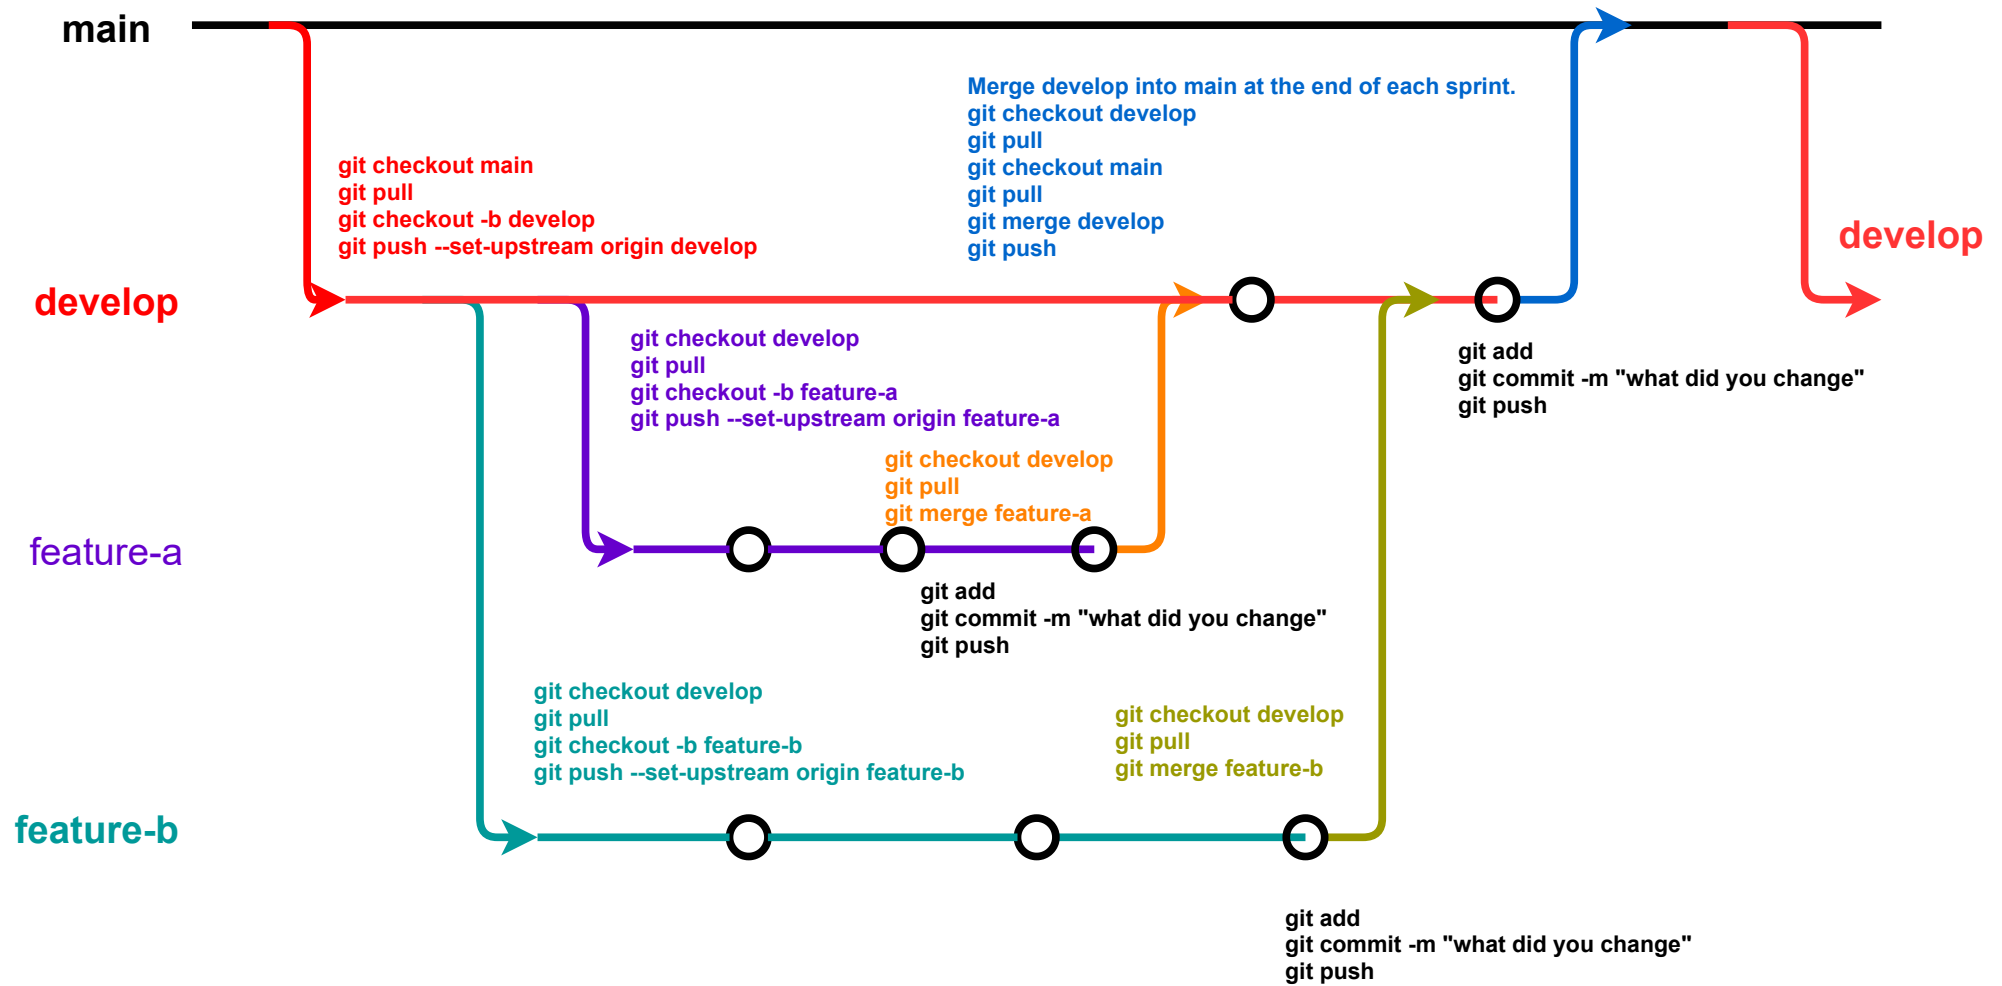 main
Merge develop into main at the end of each sprint.
git checkout develop
git pull
git checkout main
git pull
git merge develop
git push
git checkout main
git pull
git checkout -b develop
git push --set-upstream origin develop
develop
develop
git checkout develop
git pull
git checkout -b feature-a
git push --set-upstream origin feature-a
git add
git commit -m "what did you change"
git push
git checkout develop
git pull
git merge feature-a
feature-a
git add
git commit -m "what did you change"
git push
git checkout develop
git pull
git checkout -b feature-b
git push --set-upstream origin feature-b
git checkout develop
git pull
git merge feature-b
feature-b
git add
git commit -m "what did you change"
git push